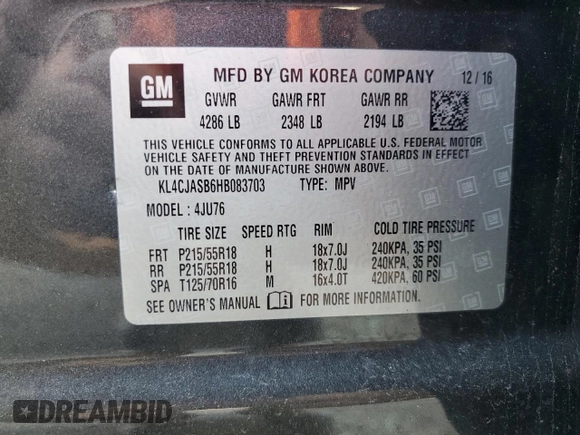 GM
MFD BY GM KOREA COMPANY 12/16
GVWR GAWR FRT GAWR RR
4286 LB 2348 LB 2194 LB
THIS VEHICLE CONFORMS TO ALL APPLICABLE U.S. FEDERAL MOTOR
VEHICLE SAFETY AND THEFT PREVENTION STANDARDS IN EFFECT
ON THE DATE OF MANUFACTURE SHOWN ABOVE.
KL4CJASB6HB083703 TYPE: MPV
MODEL: 4JU76
TIRE SIZE SPEED RTG RIM COLD TIRE PRESSURE
FRT P215/55R18 H 18x7.0J 240KPA, 35 PSI
RR P215/55R18 H 18x7.0J 240KPA, 35 PSI
SPA T125/70R16 M 16x4.0T 420KPA, 60 PSI
SEE OWNER'S MANUAL FOR MORE INFORMATION.
DREAMBID